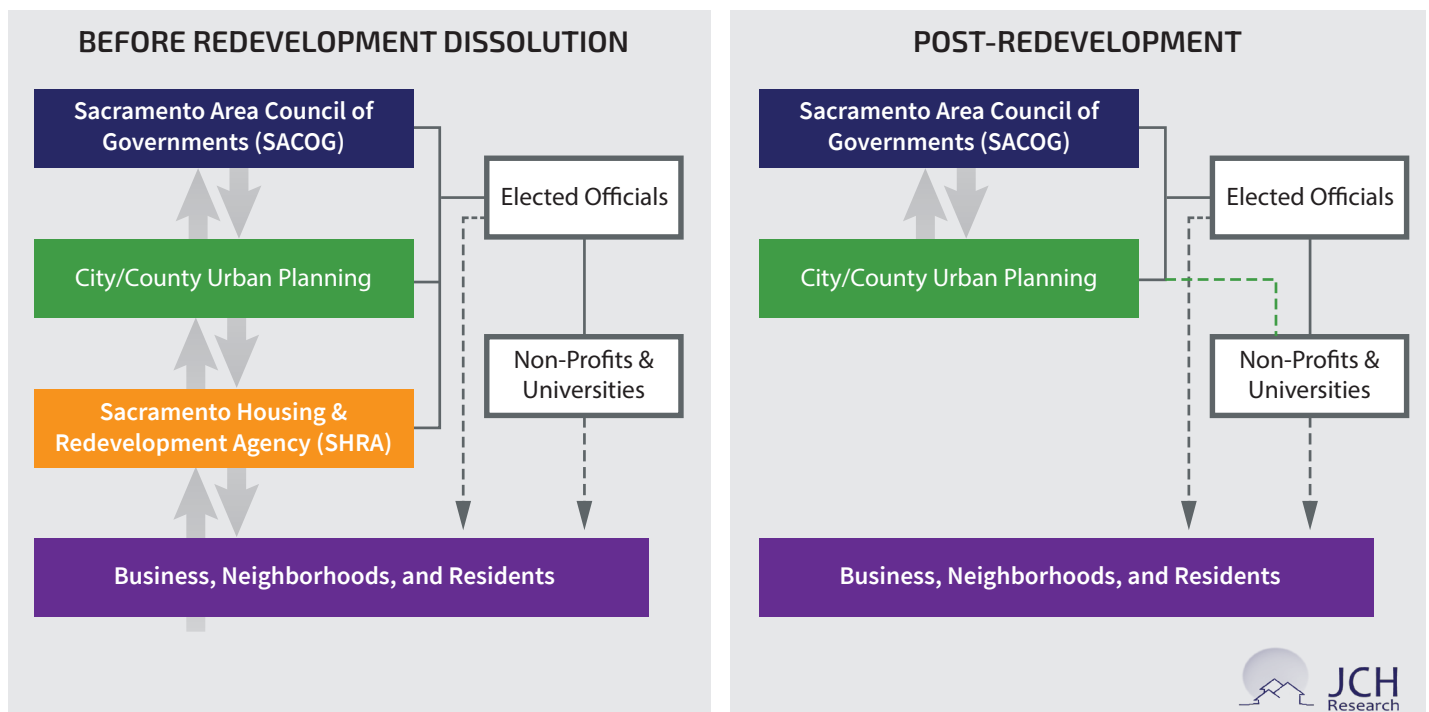 BEFORE REDEVELOPMENT DISSOLUTION
Sacramento Area Council of
Governments (SACOG)
Elected Officials
City/County Urban Planning
Non-Profits &
Universities
Sacramento Housing &
Redevelopment Agency (SHRA)
Business, Neighborhoods, and Residents
POST-REDEVELOPMENT
Sacramento Area Council of
Governments (SACOG)
Elected Officials
City/County Urban Planning
Non-Profits &
Universities
Business, Neighborhoods, and Residents
JCH
Research